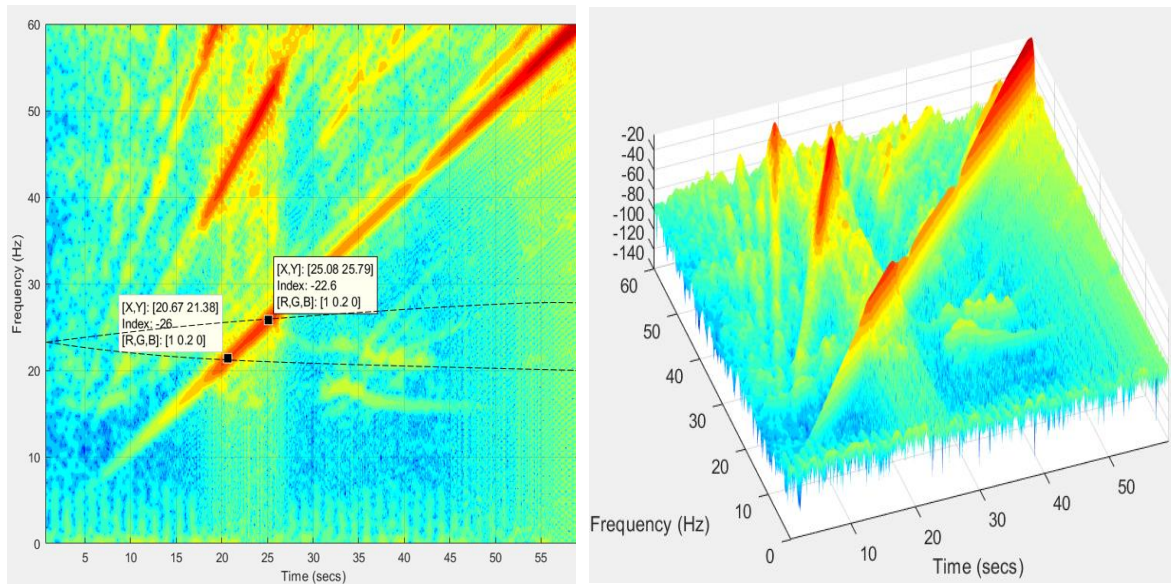 60
50
40
30
20
10
0
Frequency (Hz)
[X,Y]: [20.67 21.38]
Index: -26
[R,G,B]: [1 0.2 0]
[X,Y]: [25.08 25.79]
Index: -22.6
[R,G,B]: [1 0.2 0]
5 10 15 20 25 30 35 40 45 50 55
Time (secs)
-20
-40
-60
-80
-100
-120
-140
60
50
40
30
20
10
0
Frequency (Hz)
10
20
30
40
50
Time (secs)